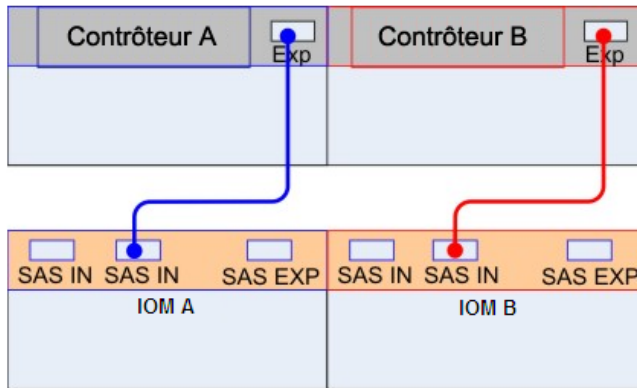 Contrôteur A
Exp
Contrôteur B
Exp
SAS IN SAS IN SAS EXP
IOM A
SAS IN SAS IN SAS EXP
IOM B